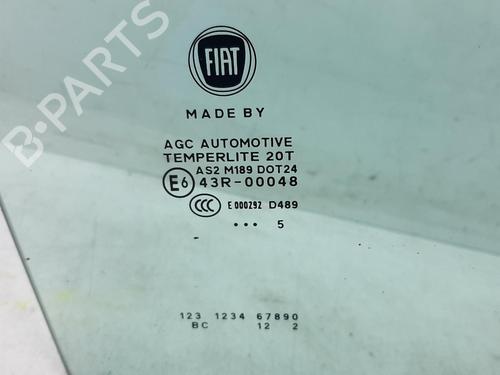 FIAT
MADE BY
AGC AUTOMOTIVE
TEMPERLITE 20T
AS2 M189 DOT24
E6 43R-00048
CCC E 000292 D489
••• 5
123 1234 67890
BC 12 2
B-PARTS